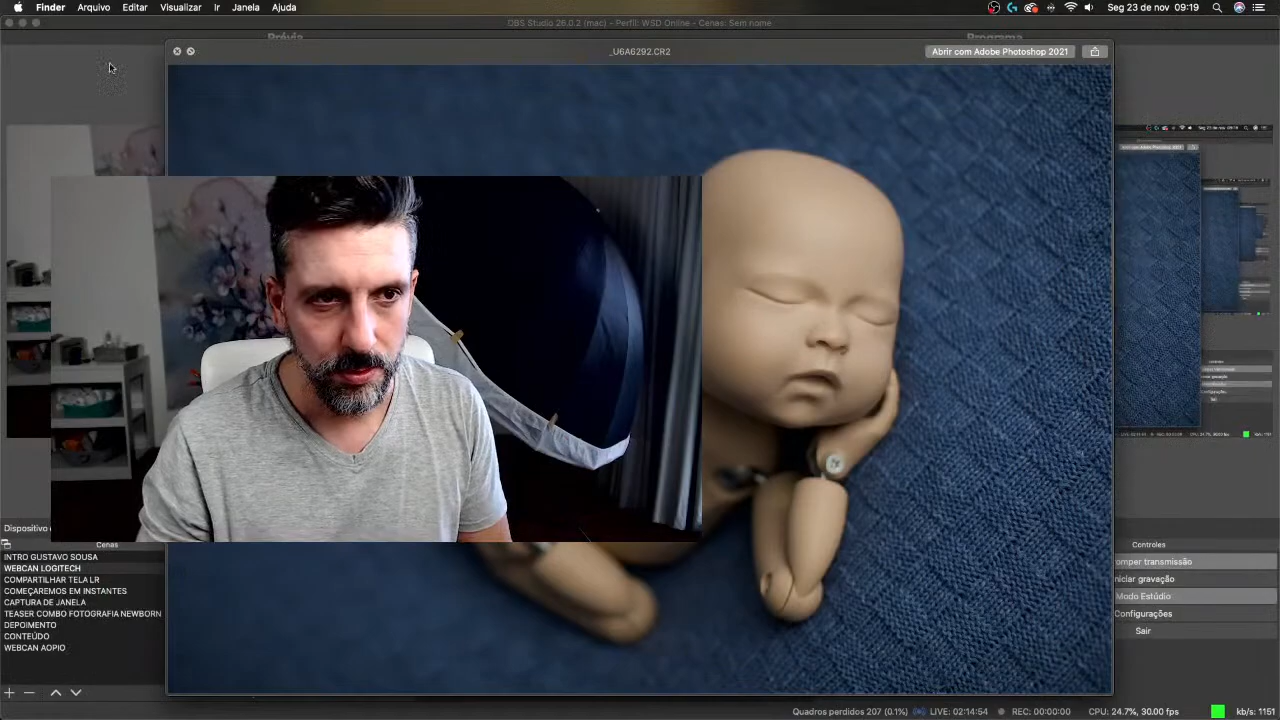 Finder Arquivo Editar Visualizar Ir Janela Ajuda Seg 23 de nov 09:19
OBS Studio 26.0.2 (mac) - Perfil: WSD Online - Cenas: Sem nome
Prévia Programa
_U6A6292.CR2 Abrir com Adobe Photoshop 2021
Dispositivo
Cenas Controles
INTRO GUSTAVO SOUSA
romper transmissão
WEBCAN LOGITECH
COMPARTILHAR TELA LR
niciar gravação
COMEÇAREMOS EM INSTANTES
Modo Estúdio
CAPTURA DE JANELA
TEASER COMBO FOTOGRAFIA NEWBORN
Configurações
DEPOIMENTO
Sair
CONTEÚDO
WEBCAN AOPIO
Quadros perdidos 207 (0.1%) LIVE: 02:14:54 REC: 00:00:00 CPU: 24.7%, 30.00 fps kb/s: 1151